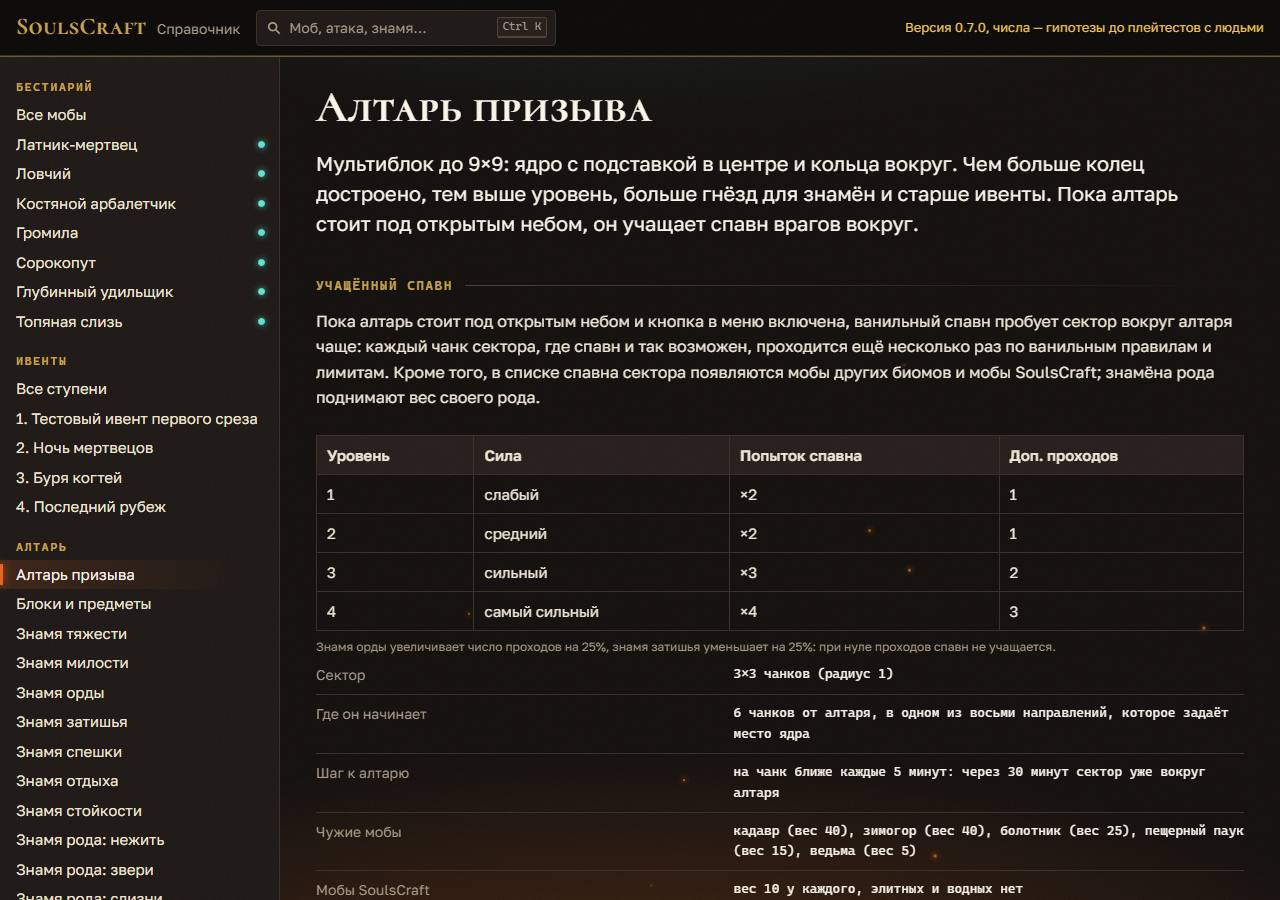 SOULSCRAFT Справочник
Моб, атака, знамя...
Ctrl K
Версия 0.7.0, числа — гипотезы до плейтестов с людьми
БЕСТИАРИЙ
Все мобы
Латник-мертвец
Ловчий
Костяной арбалетчик
Громила
Сорокопут
Глубинный удильщик
Топяная слизь
ИВЕНТЫ
Все ступени
1. Тестовый ивент первого среза
2. Ночь мертвецов
3. Буря когтей
4. Последний рубеж
АЛТАРЬ
Алтарь призыва
Блоки и предметы
Знамя тяжести
Знамя милости
Знамя орды
Знамя затишья
Знамя спешки
Знамя отдыха
Знамя стойкости
Знамя рода: нежить
Знамя рода: звери
Знамя рода: слизни
Алтарь призыва
Мультиблок до 9×9: ядро с подставкой в центре и кольца вокруг. Чем больше колец
достроено, тем выше уровень, больше гнёзд для знамён и старше ивенты. Пока алтарь
стоит под открытым небом, он учащает спавн врагов вокруг.
УЧАЩЁННЫЙ СПАВН
Пока алтарь стоит под открытым небом и кнопка в меню включена, ванильный спавн пробует сектор вокруг алтаря
чаще: каждый чанк сектора, где спавн и так возможен, проходится ещё несколько раз по ванильным правилам и
лимитам. Кроме того, в списке спавна сектора появляются мобы других биомов и мобы SoulsCraft; знамёна рода
поднимают вес своего рода.
Уровень Сила Попыток спавна Доп. проходов
1 слабый ×2 1
2 средний ×2 1
3 сильный ×3 2
4 самый сильный ×4 3
Знамя орды увеличивает число проходов на 25%, знамя затишья уменьшает на 25%: при нуле проходов спавн не учащается.
Сектор 3×3 чанков (радиус 1)
Где он начинает 6 чанков от алтаря, в одном из восьми направлений, которое задаёт
место ядра
Шаг к алтарю на чанк ближе каждые 5 минут: через 30 минут сектор уже вокруг
алтаря
Чужие мобы кадавр (вес 40), зимогор (вес 40), болотник (вес 25), пещерный паук
(вес 15), ведьма (вес 5)
Мобы SoulsCraft вес 10 у каждого, элитных и водных нет